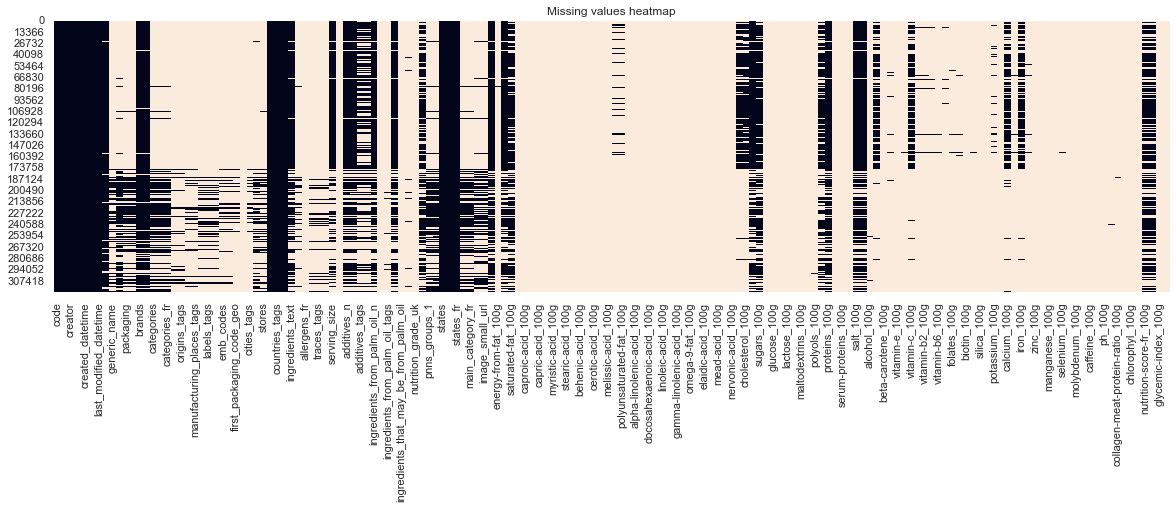 Missing values heatmap
0
13366
26732
40098
53464
66830
80196
93562
106928
120294
133660
147026
160392
173758
187124
200490
213856
227222
240588
253954
267320
280686
294052
307418
code
creator
created_datetime
last_modified_datetime
generic_name
packaging
brands
categories
categories_fr
origins_tags
manufacturing_places_tags
labels_tags
emb_codes
first_packaging_code_geo
cities_tags
stores
countries_tags
ingredients_text
allergens_fr
traces_tags
serving_size
additives_n
additives_tags
ingredients_from_palm_oil_n
ingredients_from_palm_oil_tags
ingredients_that_may_be_from_palm_oil
nutrition_grade_uk
pnns_groups_1
states
states_fr
main_category_fr
image_small_url
energy-from-fat_100g
saturated-fat_100g
caproic-acid_100g
capric-acid_100g
myristic-acid_100g
stearic-acid_100g
behenic-acid_100g
cerotic-acid_100g
melissic-acid_100g
polyunsaturated-fat_100g
alpha-linolenic-acid_100g
docosahexaenoic-acid_100g
linoleic-acid_100g
gamma-linolenic-acid_100g
omega-9-fat_100g
elaidic-acid_100g
mead-acid_100g
nervonic-acid_100g
cholesterol_100g
sugars_100g
glucose_100g
lactose_100g
maltodextrins_100g
polyols_100g
proteins_100g
serum-proteins_100g
salt_100g
alcohol_100g
beta-carotene_100g
vitamin-e_100g
vitamin-c_100g
vitamin-b2_100g
vitamin-b6_100g
folates_100g
biotin_100g
silica_100g
potassium_100g
calcium_100g
iron_100g
zinc_100g
manganese_100g
selenium_100g
molybdenum_100g
caffeine_100g
ph_100g
collagen-meat-protein-ratio_100g
chlorophyl_100g
nutrition-score-fr_100g
glycemic-index_100g